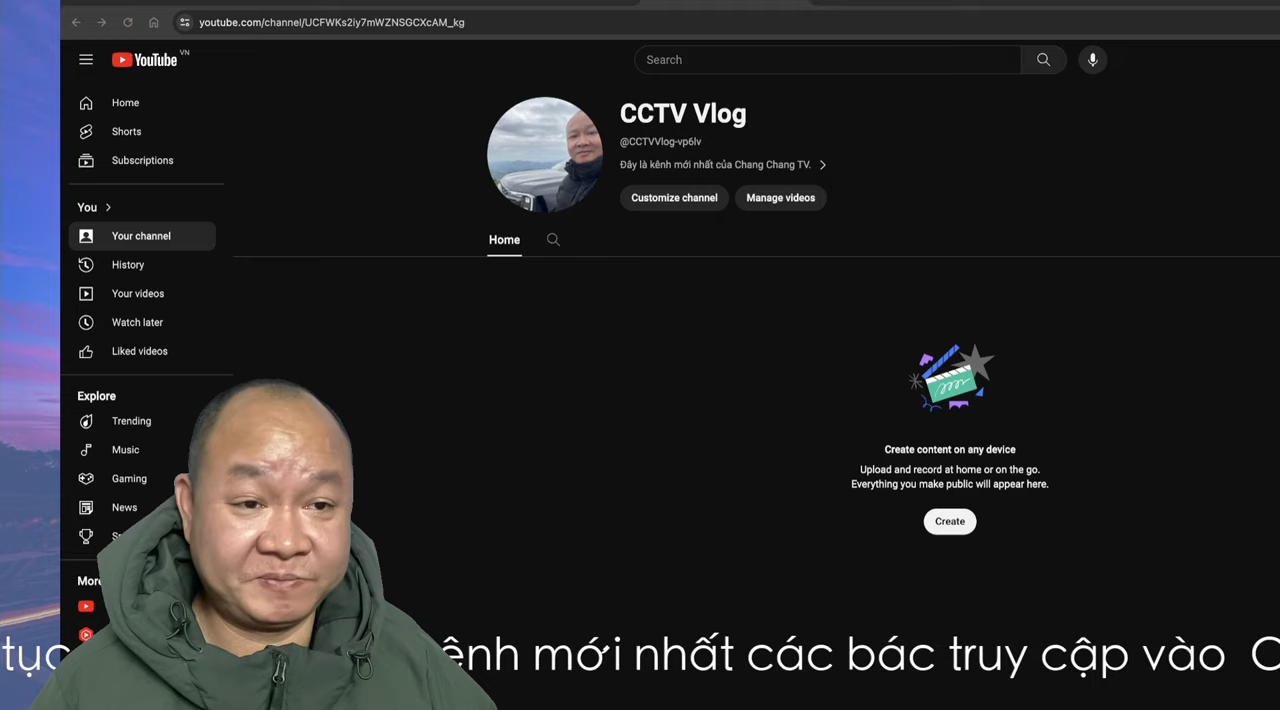 youtube.com/channel/UCFWKs2iy7mWZNSGCXcAM_kg
YouTube VN
Search
Home
Shorts
Subscriptions
You
Your channel
History
Your videos
Watch later
Liked videos
Explore
Trending
Music
Gaming
News
CCTV Vlog
@CCTVVlog-vp6lv
Đây là kênh mới nhất của Chang Chang TV.
Customize channel
Manage videos
Home
Create content on any device
Upload and record at home or on the go.
Everything you make public will appear here.
Create
mới nhất các bác truy cập vào